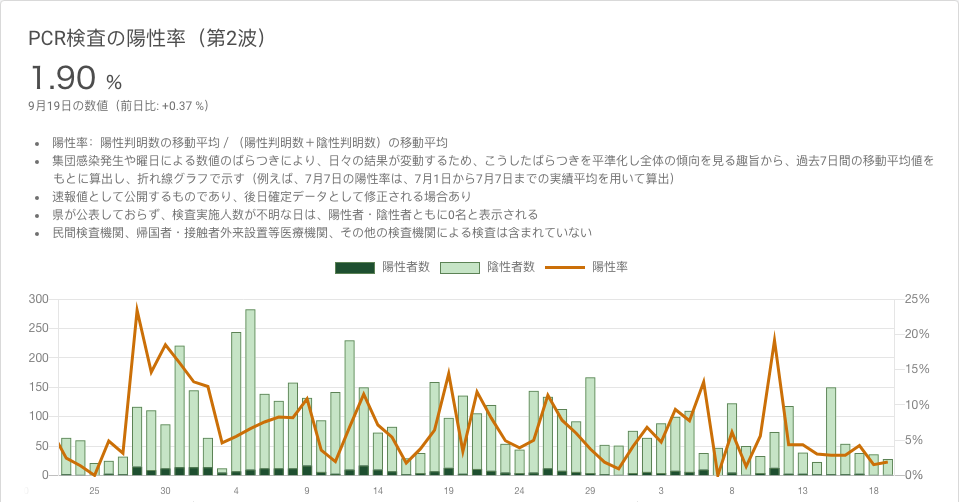 PCR検査の陽性率（第2波）
1.90 %
9月19日の数値（前日比: +0.37 %）
• 陽性率：陽性判明数の移動平均 / （陽性判明数＋陰性判明数）の移動平均
• 集団感染発生や曜日による数値のばらつきにより、日々の結果が変動するため、こうしたばらつきを平準化し全体の傾向を見る趣旨から、過去7日間の移動平均値を
もとに算出し、折れ線グラフで示す（例えば、7月7日の陽性率は、7月1日から7月7日までの実績平均を用いて算出）
• 速報値として公開するものであり、後日確定データとして修正される場合あり
• 県が公表しておらず、検査実施人数が不明な日は、陽性者・陰性者ともに0名と表示される
• 民間検査機関、帰国者・接触者外来設置等医療機関、その他の検査機関による検査は含まれていない
陽性者数 陰性者数 陽性率
300 25%
250 20%
200
150 15%
100 10%
50 5%
0 0%
25 30 4 9 14 19 24 29 3 8 13 18